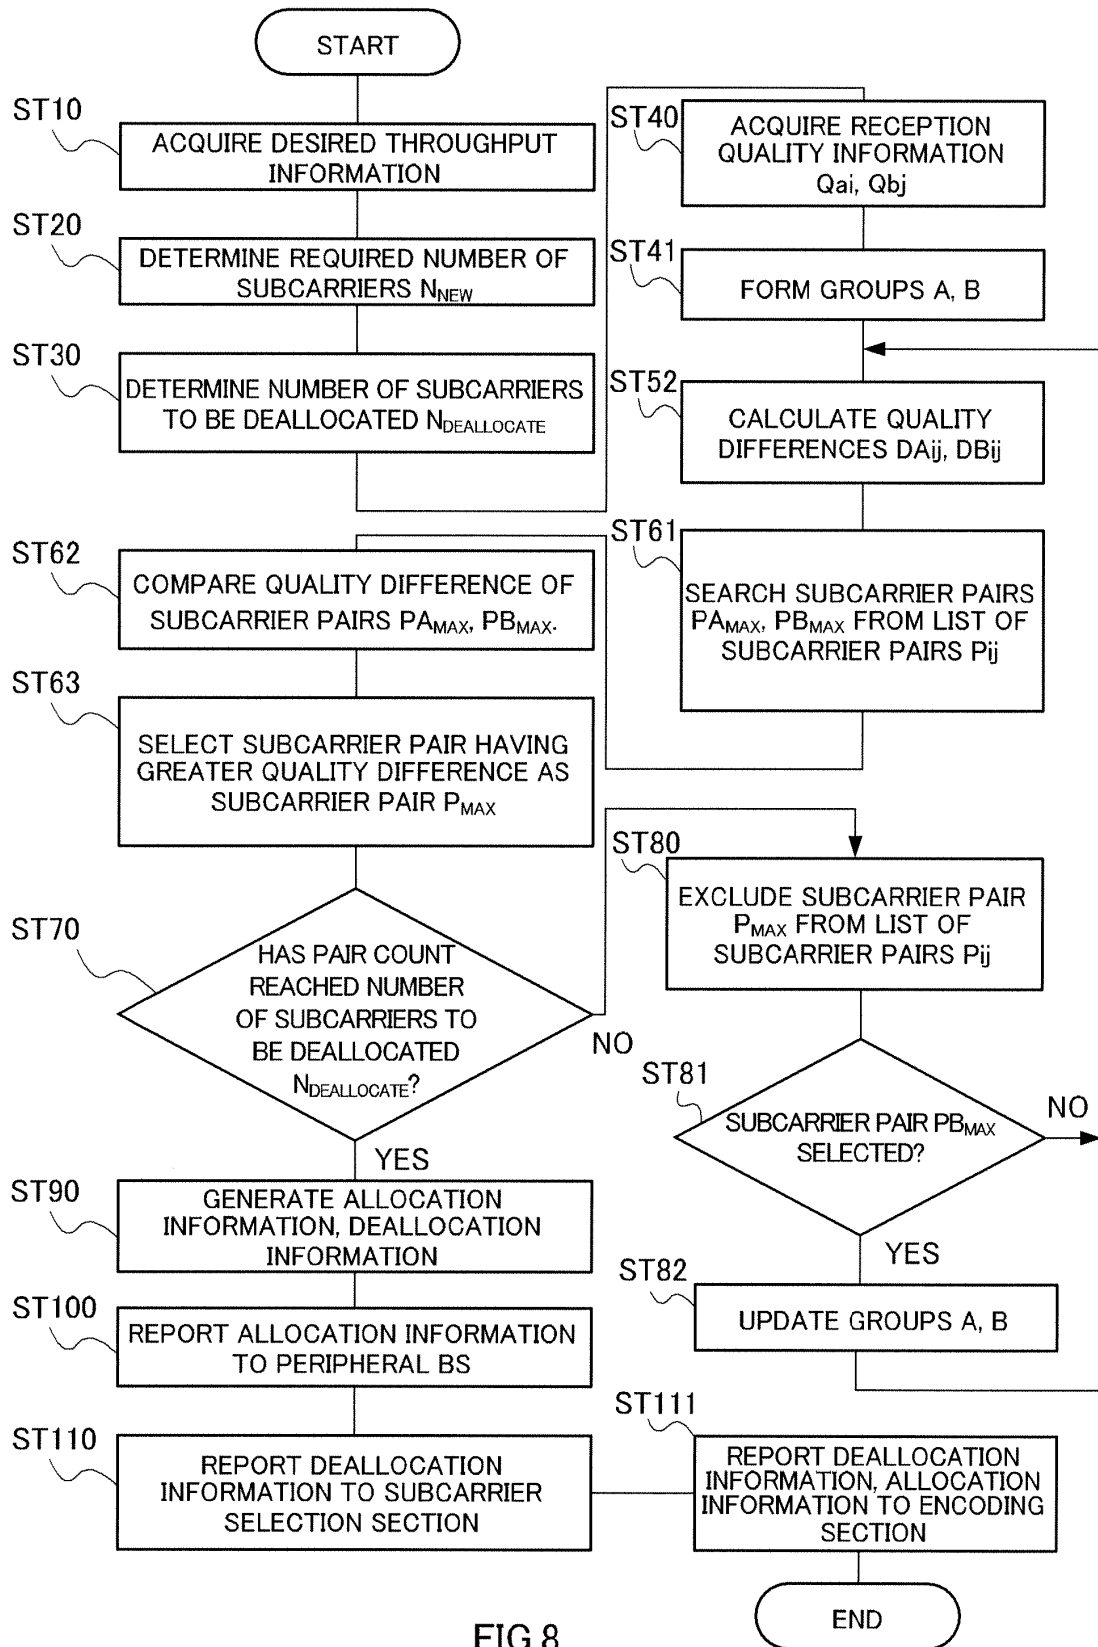 START
ST10
ACQUIRE DESIRED THROUGHPUT
INFORMATION
ST20
DETERMINE REQUIRED NUMBER OF
SUBCARRIERS NNEW
ST30
DETERMINE NUMBER OF SUBCARRIERS
TO BE DEALLOCATED NDEALLOCATE
ST40
ACQUIRE RECEPTION
QUALITY INFORMATION
Qai, Qbj
ST41
FORM GROUPS A, B
ST52
CALCULATE QUALITY
DIFFERENCES DAij, DBij
ST61
SEARCH SUBCARRIER PAIRS
PAMAX, PBMAX FROM LIST OF
SUBCARRIER PAIRS Pij
ST62
COMPARE QUALITY DIFFERENCE OF
SUBCARRIER PAIRS PAMAX, PBMAX.
ST63
SELECT SUBCARRIER PAIR HAVING
GREATER QUALITY DIFFERENCE AS
SUBCARRIER PAIR PMAX
ST70
HAS PAIR COUNT
REACHED NUMBER
OF SUBCARRIERS TO
BE DEALLOCATED
NDEALLOCATE?
NO
YES
ST80
EXCLUDE SUBCARRIER PAIR
PMAX FROM LIST OF
SUBCARRIER PAIRS Pij
ST81
SUBCARRIER PAIR PBMAX
SELECTED?
NO
YES
ST82
UPDATE GROUPS A, B
ST90
GENERATE ALLOCATION
INFORMATION, DEALLOCATION
INFORMATION
ST100
REPORT ALLOCATION INFORMATION
TO PERIPHERAL BS
ST110
REPORT DEALLOCATION
INFORMATION TO SUBCARRIER
SELECTION SECTION
ST111
REPORT DEALLOCATION
INFORMATION, ALLOCATION
INFORMATION TO ENCODING
SECTION
END
FIG.8